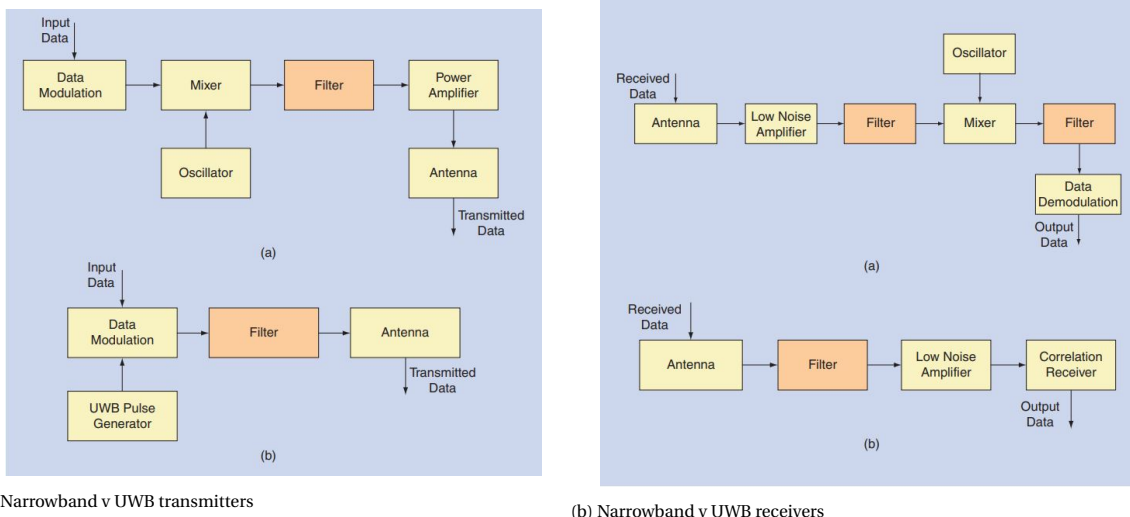 Input
Data
Data
Modulation
Mixer
Filter
Power
Amplifier
Oscillator
Antenna
Transmitted
Data
(a)
Input
Data
Data
Modulation
Filter
Antenna
Transmitted
Data
UWB Pulse
Generator
(b)
Narrowband v UWB transmitters
Oscillator
Received
Data
Antenna
Low Noise
Amplifier
Filter
Mixer
Filter
Data
Demodulation
Output
Data
(a)
Received
Data
Antenna
Filter
Low Noise
Amplifier
Correlation
Receiver
Output
Data
(b)
(b) Narrowband v UWB receivers